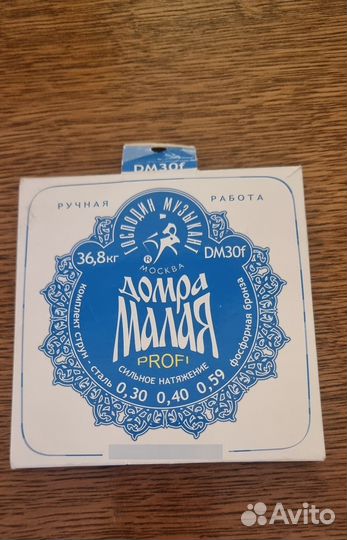 DM30f
РУЧНАЯ РАБОТА
ГОСПОДИН МУЗЫКАНТ
36,8кг
DM30f
®
МОСКВА
ДОМРА
МАЛАЯ
PROFI
СИЛЬНОЕ НАТЯЖЕНИЕ
комплект струн - сталь 0,30 0,40 0,59 фосфорная бронза
Avito